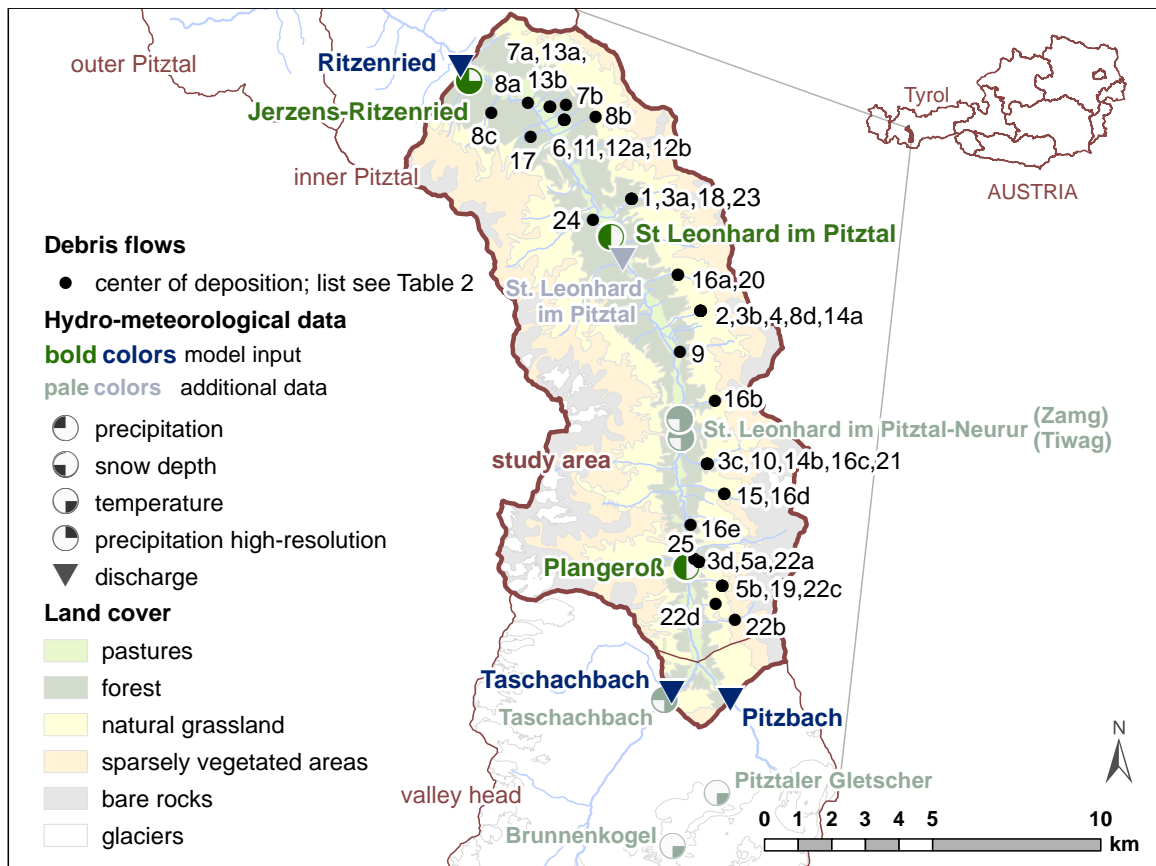 outer Pitztal
Ritzenried
Jerzens-Ritzenried
7a,13a,
13b
8a
7b
8b
8c
17
6,11,12a,12b
inner Pitztal
1,3a,18,23
24
St Leonhard im Pitztal
St. Leonhard
im Pitztal
16a,20
2,3b,4,8d,14a
9
16b
St. Leonhard im Pitztal-Neurur
(Zamg)
(Tiwag)
study area
3c,10,14b,16c,21
15,16d
16e
25
Plangeroß
3d,5a,22a
5b,19,22c
22d
22b
Taschachbach
Taschachbach
Pitzbach
valley head
Pitztaler Gletscher
Brunnenkogel
Tyrol
AUSTRIA
Debris flows
center of deposition; list see Table 2
Hydro-meteorological data
bold colors model input
pale colors additional data
precipitation
snow depth
temperature
precipitation high-resolution
discharge
Land cover
pastures
forest
natural grassland
sparsely vegetated areas
bare rocks
glaciers
N
0 1 2 3 4 5 10
km